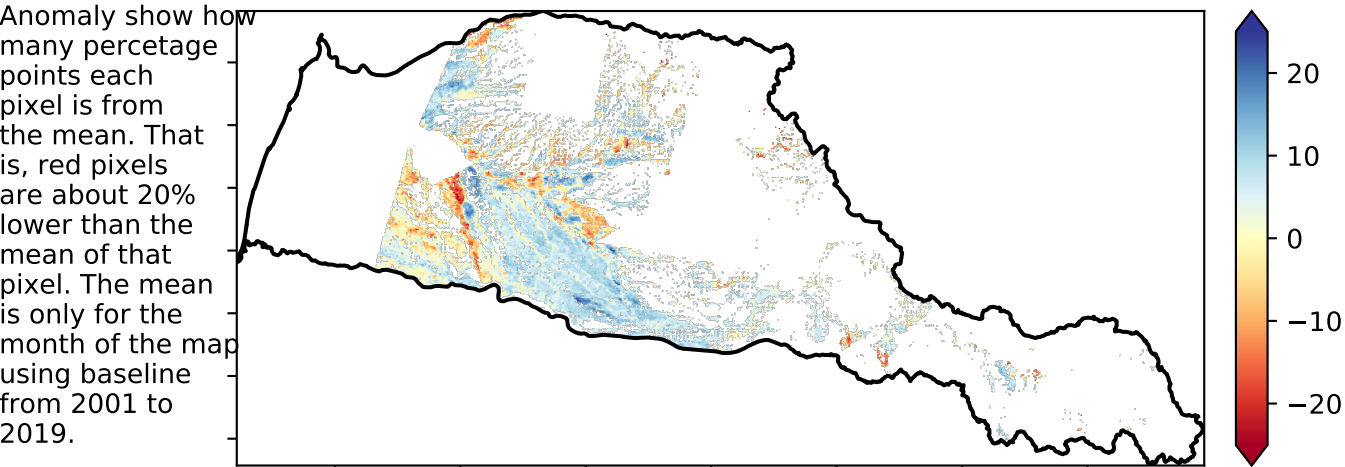 Anomaly show how
many percetage
points each
pixel is from
the mean. That
is, red pixels
are about 20%
lower than the
mean of that
pixel. The mean
is only for the
month of the map
using baseline
from 2001 to
2019.
20
10
0
−10
−20